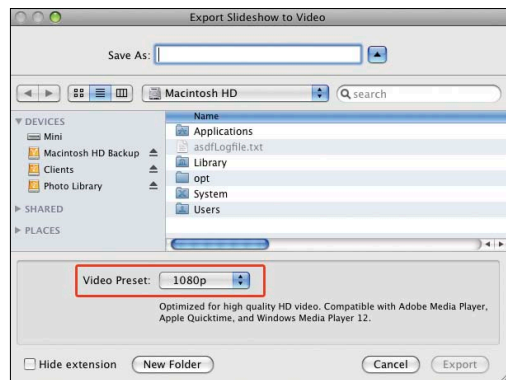 Export Slideshow to Video
Save As:
Macintosh HD
search
DEVICES
Mini
Macintosh HD Backup
Clients
Photo Library
SHARED
PLACES
Name
Applications
asdfLogfile.txt
Library
opt
System
Users
Video Preset: 1080p
Optimized for high quality HD video. Compatible with Adobe Media Player,
Apple Quicktime, and Windows Media Player 12.
Hide extension New Folder Cancel Export